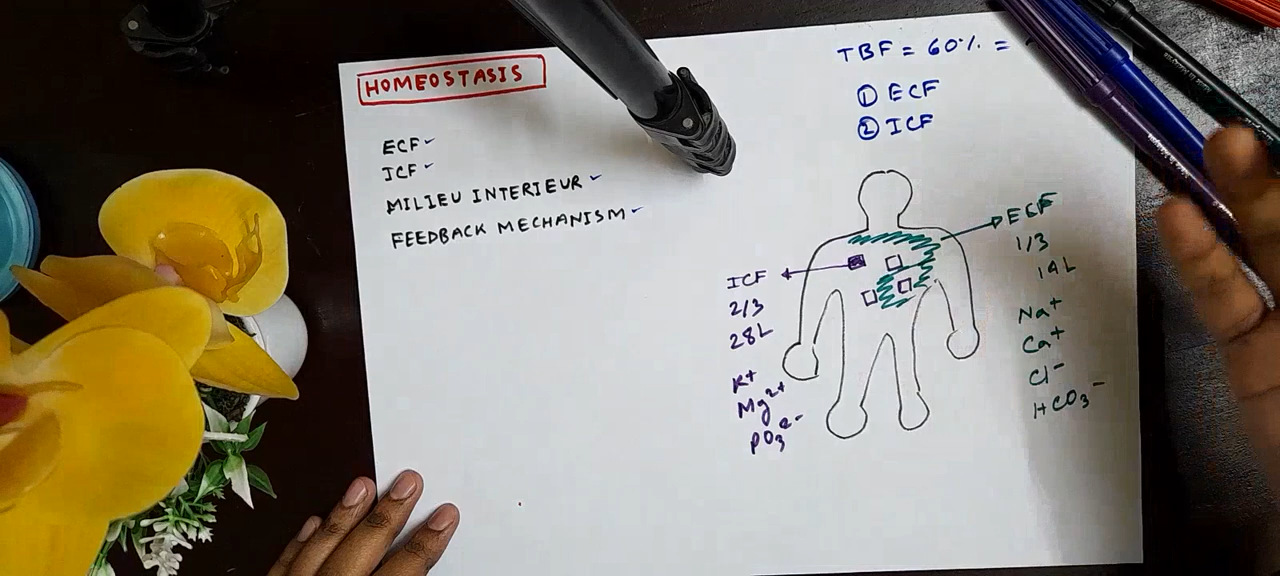 HOMEOSTASIS
ECF
ICF
MILIEU INTERIEUR
FEEDBACK MECHANISM
TBF = 60% =
① ECF
② ICF
ECF
1/3
14L
Na+
Ca+
Cl-
HCO3-
ICF
2/3
28L
K+
Mg2+
PO32-